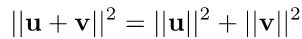 ||𝐮 + 𝐯||² = ||𝐮||² + ||𝐯||²